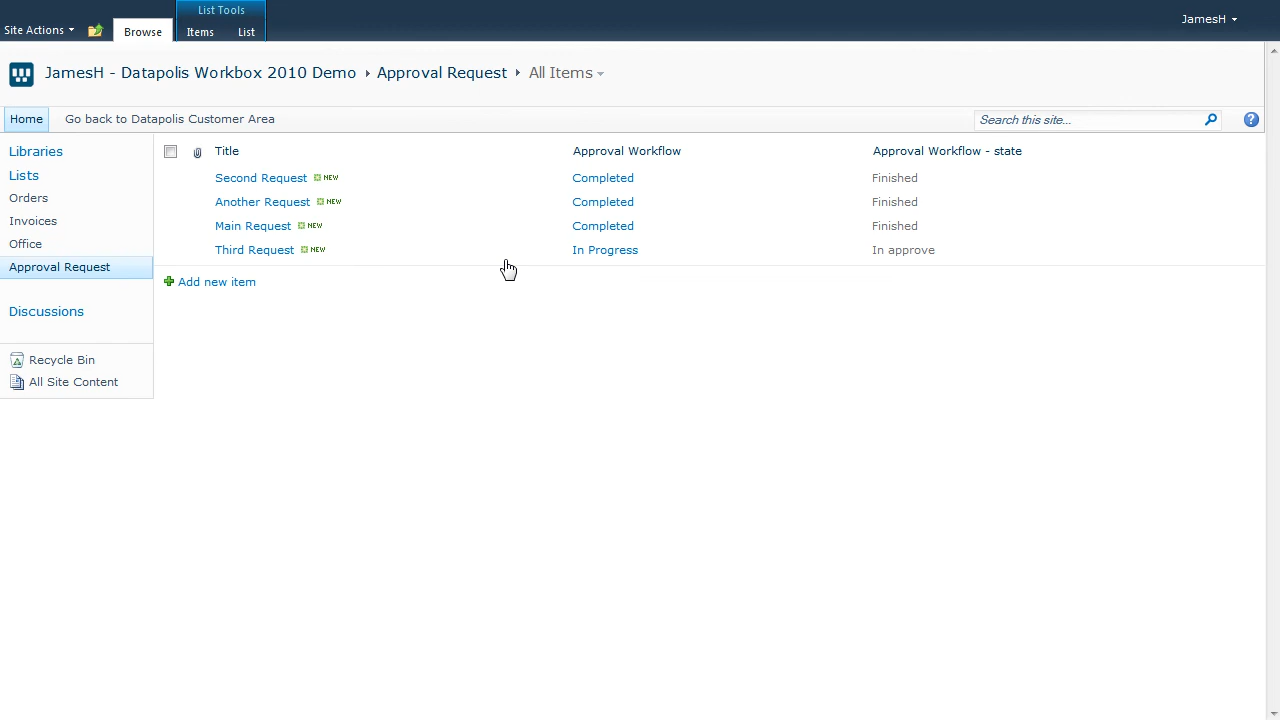 List Tools
Site Actions
Browse
Items
List
JamesH
JamesH - Datapolis Workbox 2010 Demo
Approval Request
All Items
Home
Go back to Datapolis Customer Area
Search this site...
Libraries
Lists
Orders
Invoices
Office
Approval Request
Discussions
Recycle Bin
All Site Content
Title Approval Workflow Approval Workflow - state
Second Request NEW Completed Finished
Another Request NEW Completed Finished
Main Request NEW Completed Finished
Third Request NEW In Progress In approve
Add new item